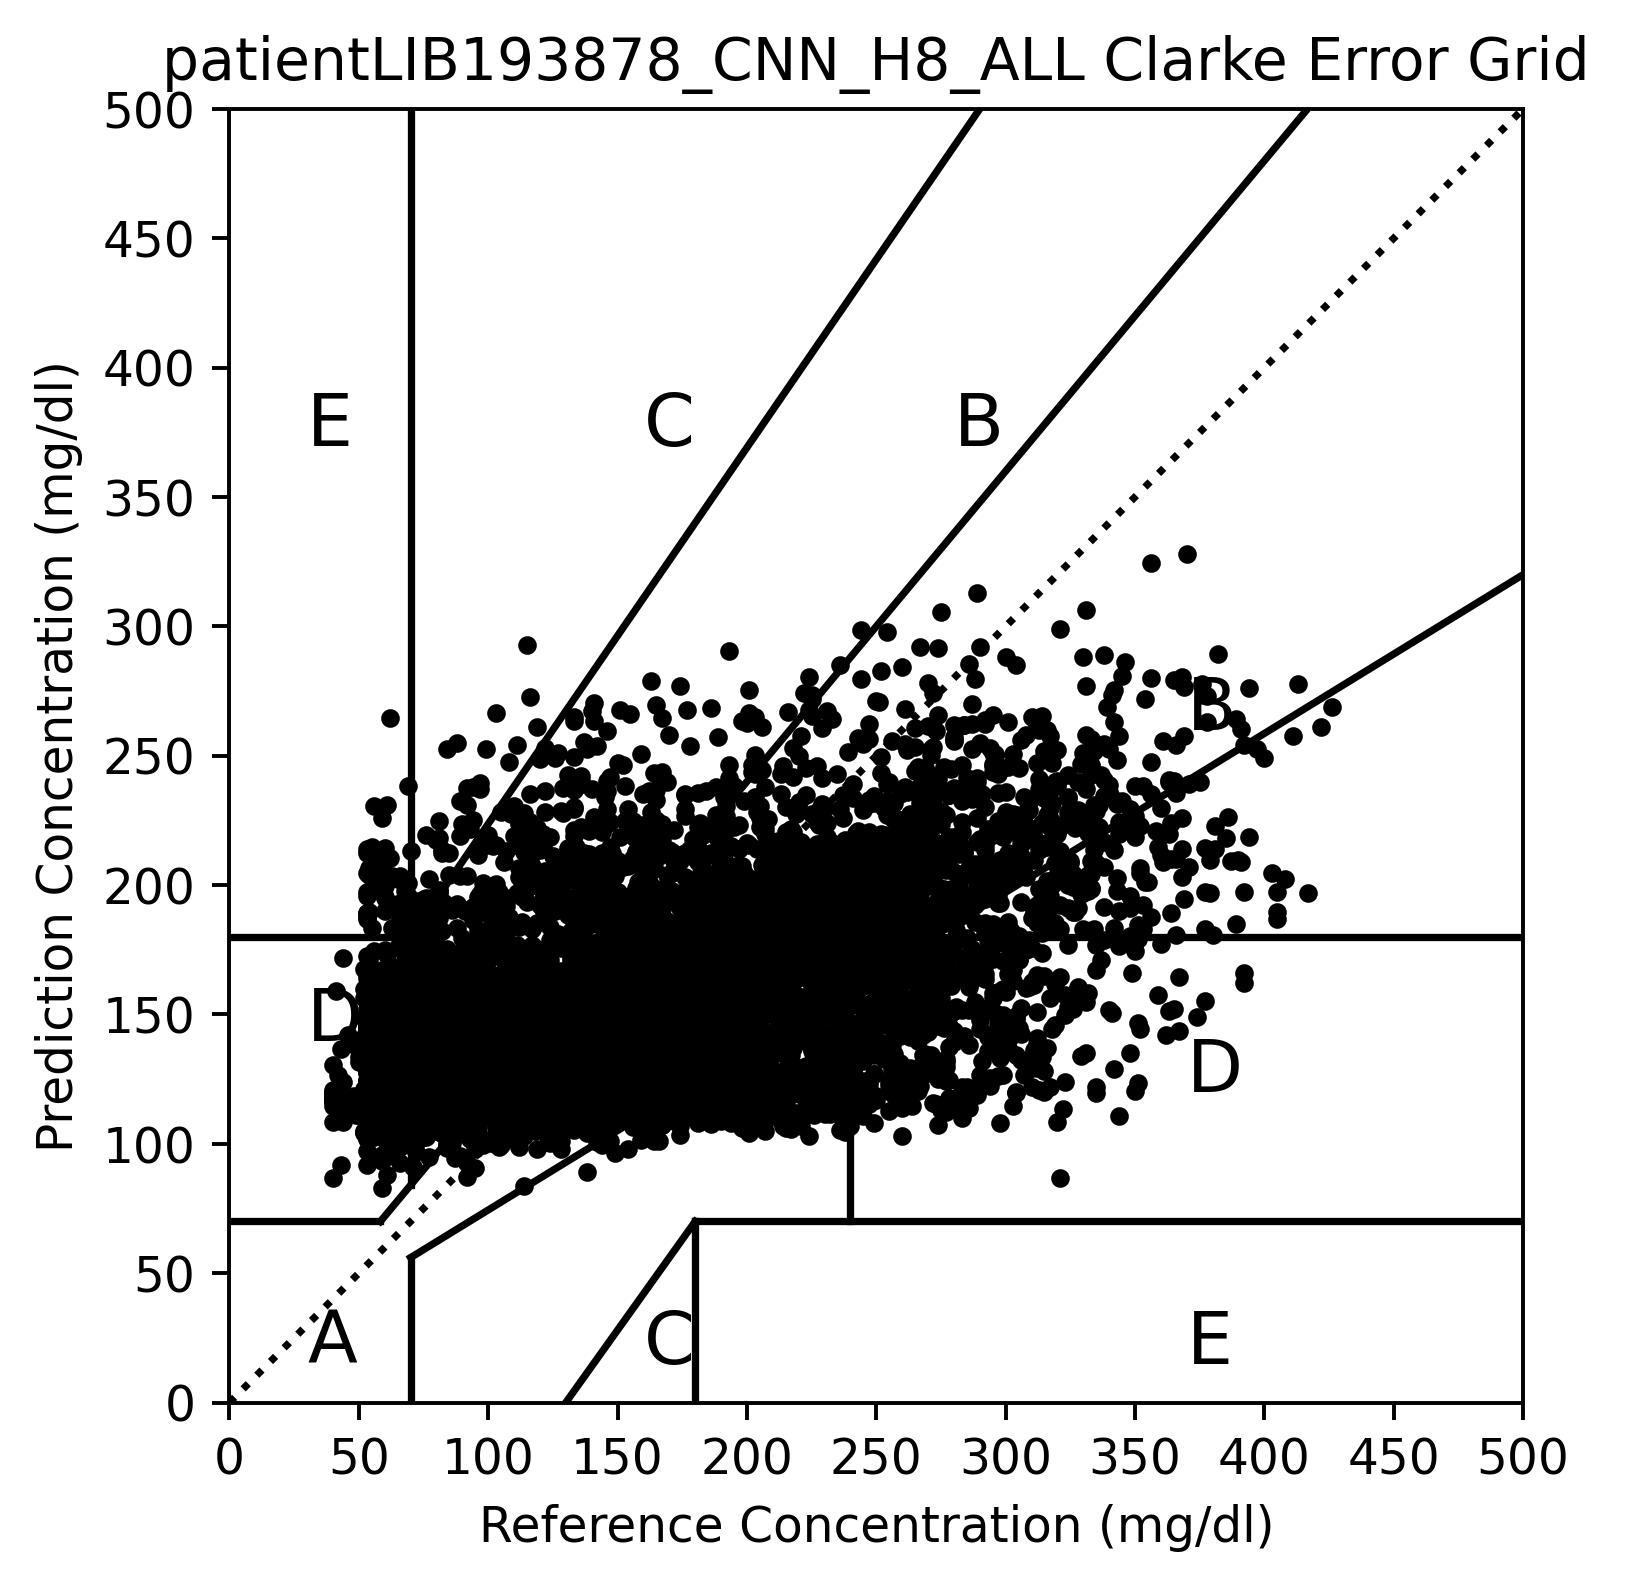 patientLIB193878_CNN_H8_ALL Clarke Error Grid
500
450
400
350
300
250
200
150
100
50
0
Prediction Concentration (mg/dl)
E
C
B
B
D
D
A
C
E
0 50 100 150 200 250 300 350 400 450 500
Reference Concentration (mg/dl)